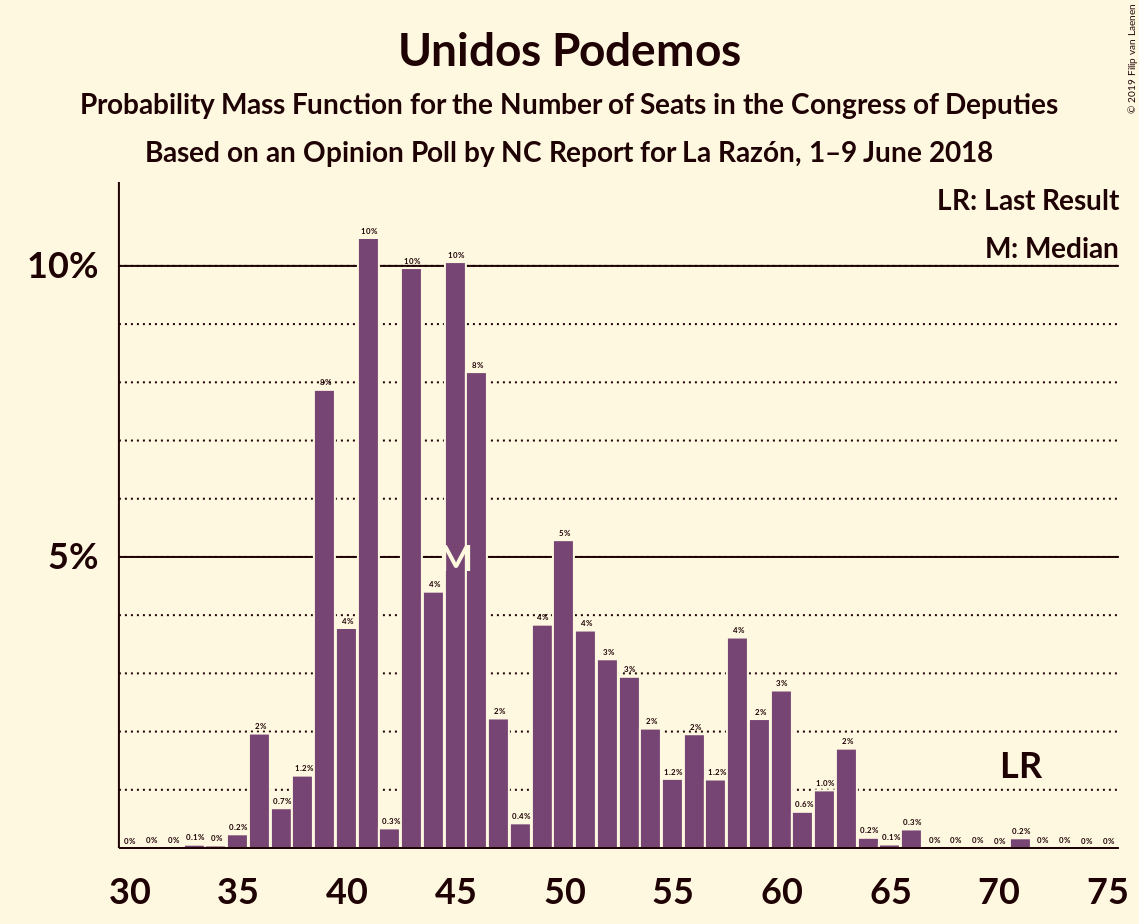 Unidos Podemos
Probability Mass Function for the Number of Seats in the Congress of Deputies
Based on an Opinion Poll by NC Report for La Razón, 1–9 June 2018
© 2019 Filip van Laenen
LR: Last Result
M: Median
10%
5%
0% 0% 0% 0.1% 0% 0.2% 2% 0.7% 1.2% 8% 4% 10% 0.3% 10% 4% 10% 8% 2% 0.4% 4% 5% 4% 3% 3% 2% 1.2% 2% 1.2% 4% 2% 3% 0.6% 1.0% 2% 0.2% 0.1% 0.3% 0% 0% 0% 0% 0.2% 0% 0% 0% 0%
M
LR
30 35 40 45 50 55 60 65 70 75